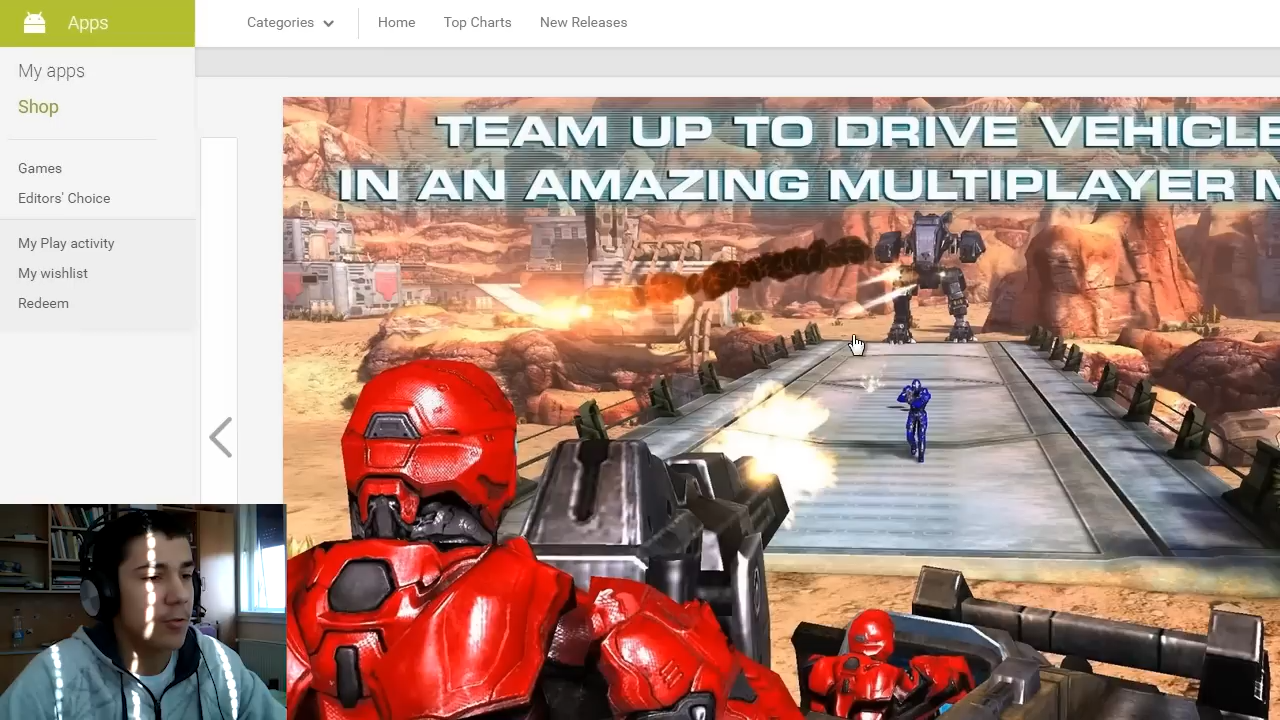 Apps
Categories
Home
Top Charts
New Releases
My apps
Shop
Games
Editors' Choice
My Play activity
My wishlist
Redeem
TEAM UP TO DRIVE VEHICLE
IN AN AMAZING MULTIPLAYER M